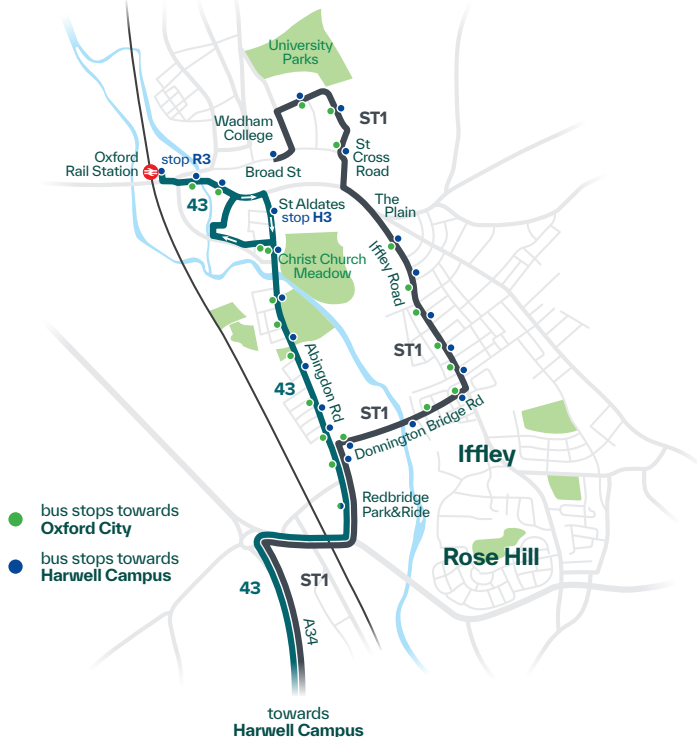 University
Parks
ST1
Wadham
College
St
Cross
Road
Oxford
Rail Station
stop R3
Broad St
43
St Aldates
stop H3
The
Plain
Christ Church
Meadow
Iffley Road
ST1
Abingdon Rd
43
ST1
Donnington Bridge Rd
Iffley
Redbridge
Park&Ride
bus stops towards
Oxford City
bus stops towards
Harwell Campus
Rose Hill
43
ST1
A34
towards
Harwell Campus